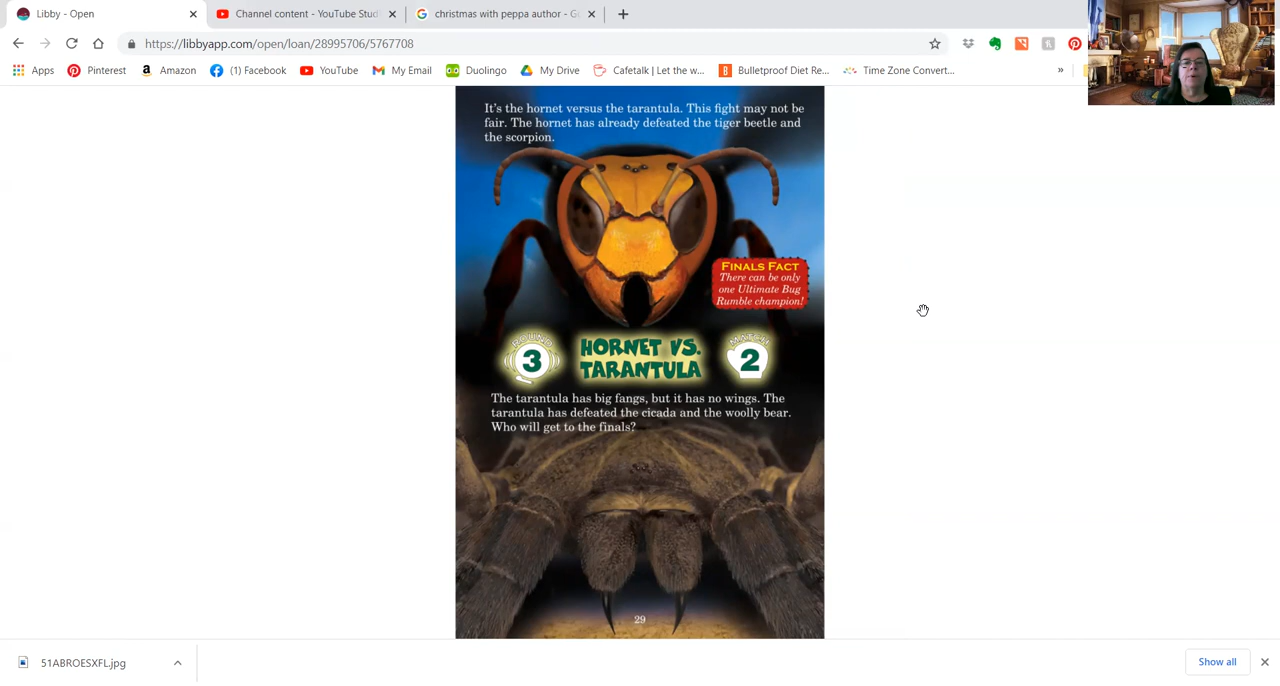 Libby - Open
Channel content - YouTube Studi
christmas with peppa author - Go
https://libbyapp.com/open/loan/28995706/5767708
Apps
Pinterest
Amazon
(1) Facebook
YouTube
My Email
Duolingo
My Drive
Cafetalk | Let the w...
Bulletproof Diet Re...
Time Zone Convert...
»
It's the hornet versus the tarantula. This fight may not be
fair. The hornet has already defeated the tiger beetle and
the scorpion.
FINALS FACT
There can be only
one Ultimate Bug
Rumble champion!
ROUND
3
HORNET VS.
TARANTULA
MATCH
2
The tarantula has big fangs, but it has no wings. The
tarantula has defeated the cicada and the woolly bear.
Who will get to the finals?
29
51ABROESXFL.jpg
Show all